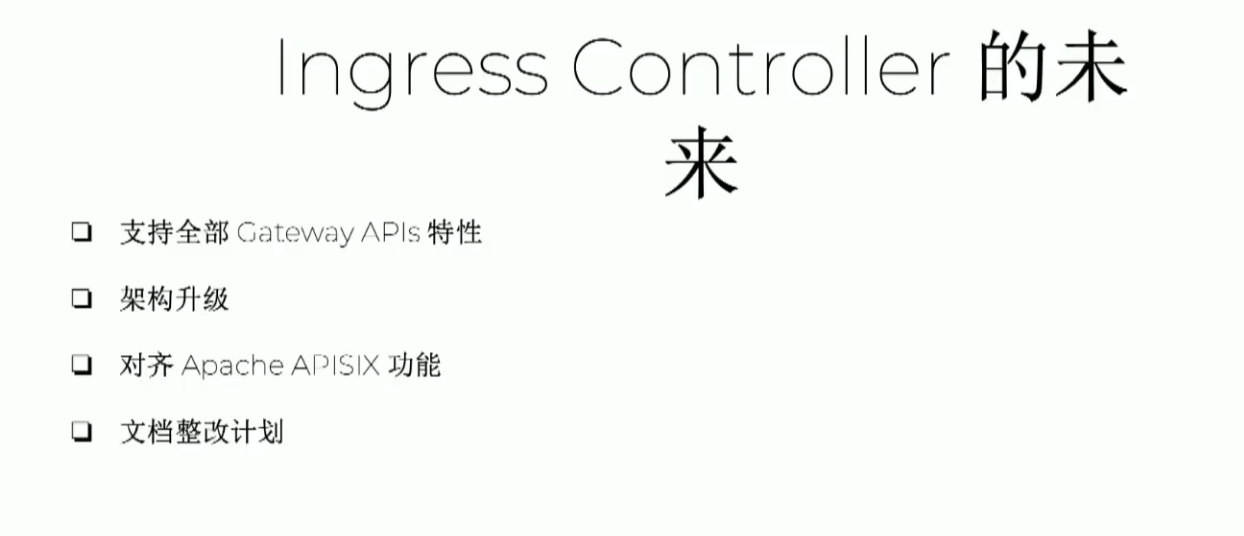 Ingress Controller 的未
来
支持全部 Gateway APIs 特性
架构升级
对齐 Apache APISIX 功能
文档整改计划